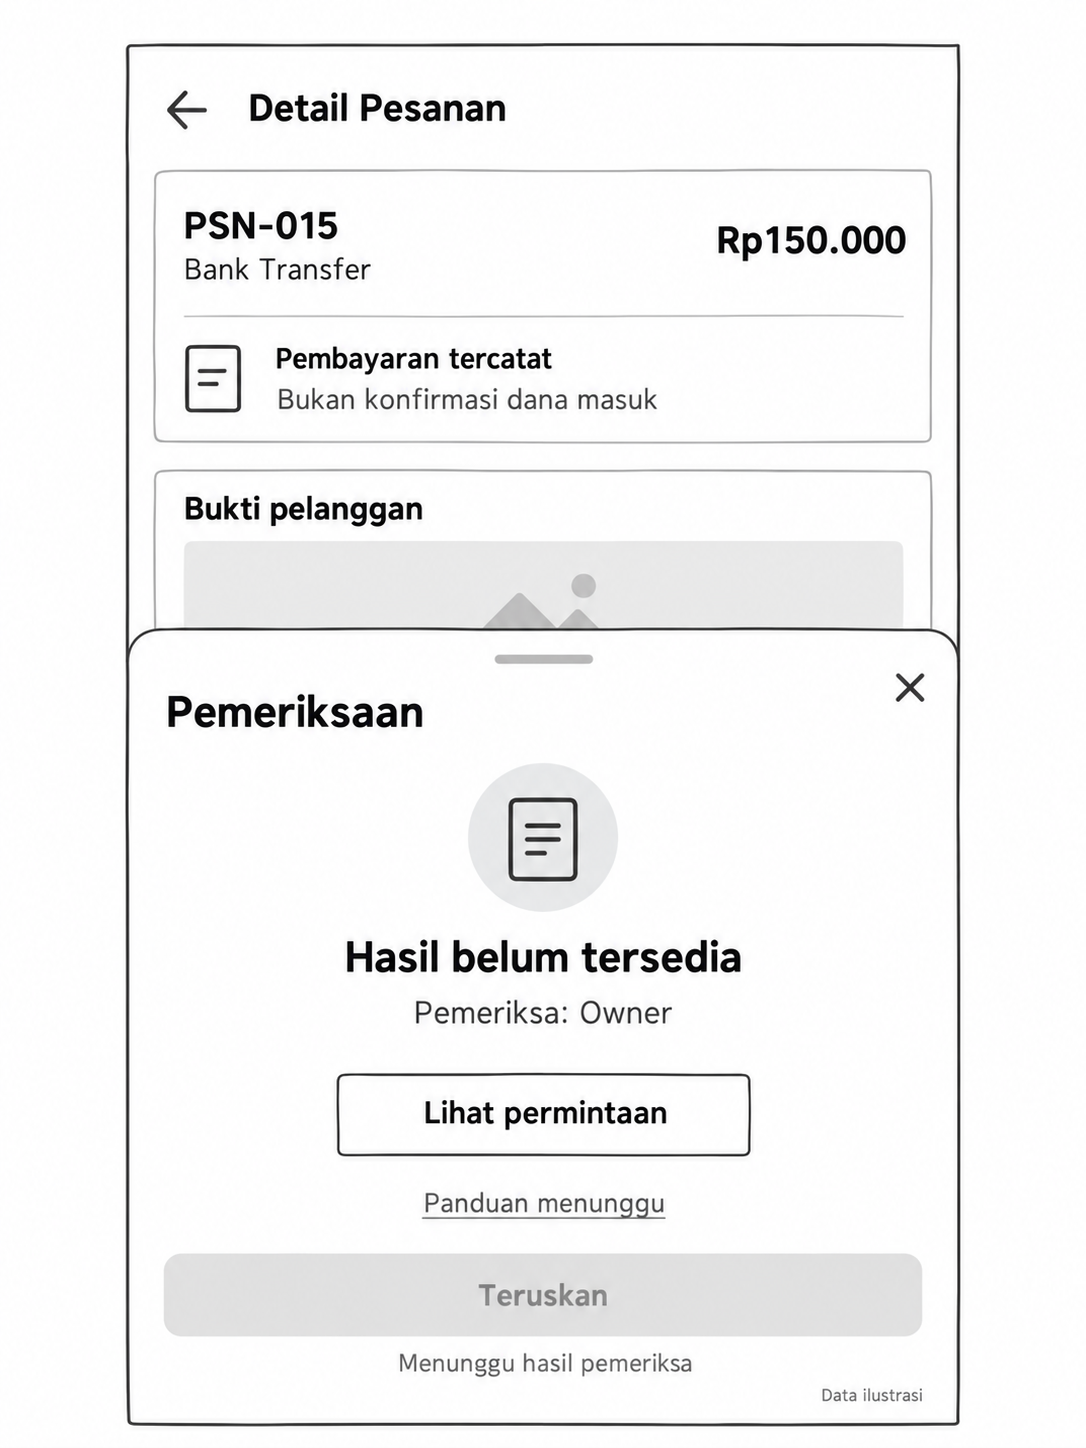 Detail Pesanan
PSN-015
Rp150.000
Bank Transfer
Pembayaran tercatat
Bukan konfirmasi dana masuk
Bukti pelanggan
Pemeriksaan
Hasil belum tersedia
Pemeriksa: Owner
Lihat permintaan
Panduan menunggu
Teruskan
Menunggu hasil pemeriksa
Data ilustrasi